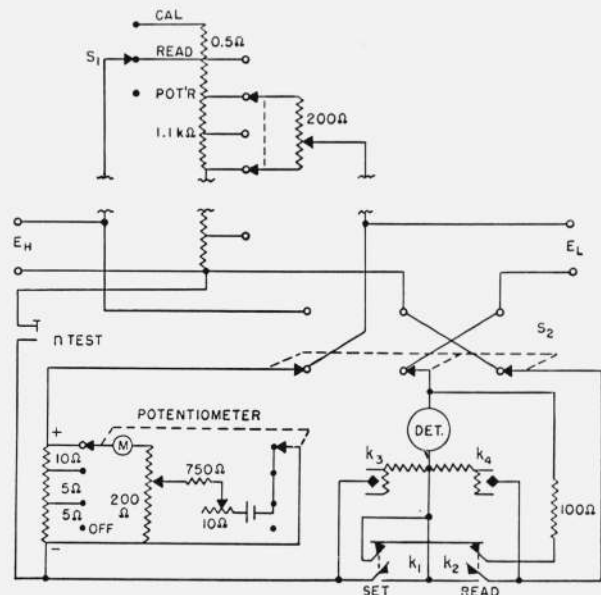 CAL
0.5Ω
S1
READ
POT'R
1.1kΩ
200Ω
EH
EL
n TEST
S2
POTENTIOMETER
+
M
DET.
10Ω
5Ω
5Ω
OFF
200
Ω
750Ω
10Ω
k3
k4
100Ω
−
k1
k2
SET
READ